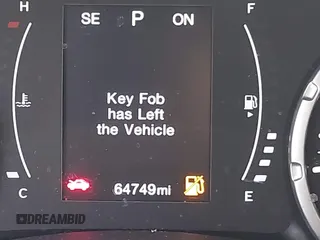 H SE P ON F
Key Fob
has Left
the Vehicle
C 64749mi E
DREAMBID